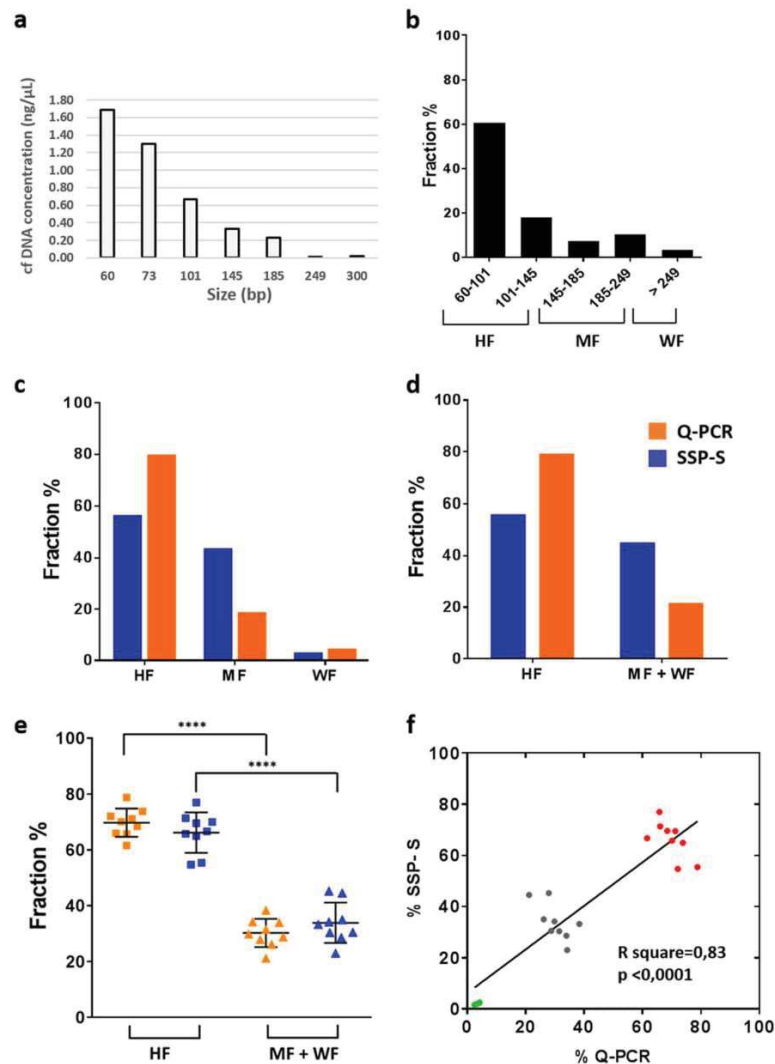 a
cf DNA concentration (ng/µL)
1.80
1.60
1.40
1.20
1.00
0.80
0.60
0.40
0.20
0.00
60 73 101 145 185 249 300
Size (bp)
b
Fraction %
100
80
60
40
20
0
60-101
101-145
145-185
185-249
> 249
HF MF WF
c
Fraction %
100
80
60
40
20
0
HF MF WF
d
Fraction %
100
80
60
40
20
0
Q-PCR
SSP-S
HF MF + WF
e
Fraction %
100
80
60
40
20
0
****
****
HF MF + WF
f
% SSP- S
100
80
60
40
20
0
R square=0,83
p <0,0001
0 20 40 60 80 100
% Q-PCR